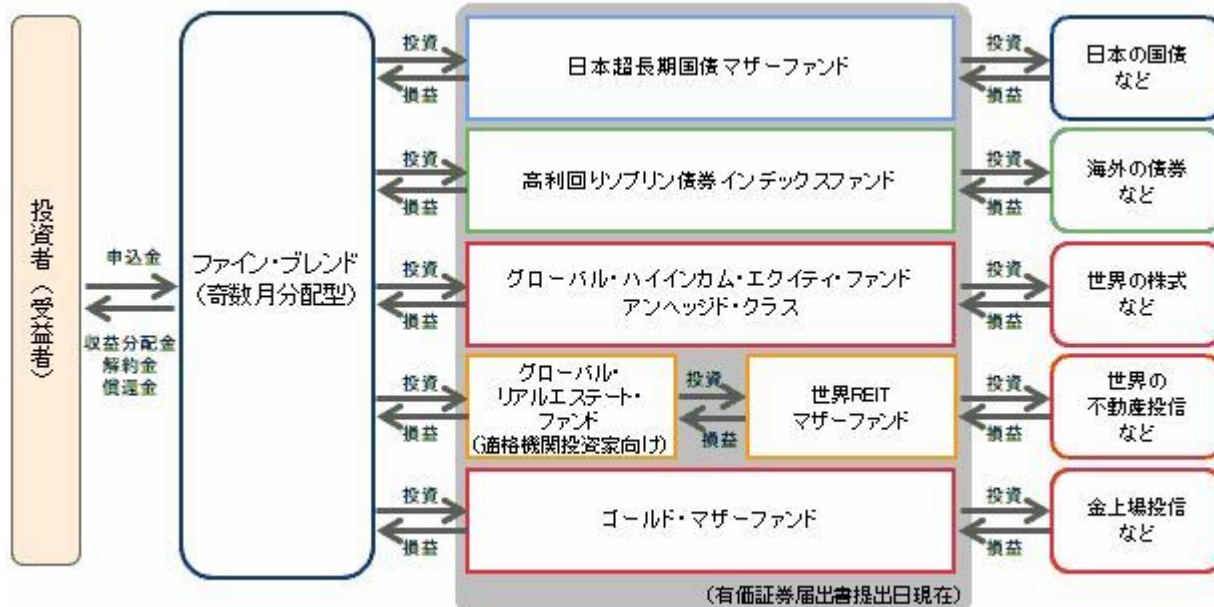 投資者（受益者）
申込金
収益分配金
解約金
償還金
ファイン・ブレンド
（奇数月分配型）
投資
損益
日本超長期国債マザーファンド
投資
損益
日本の国債
など
投資
損益
高利回りソブリン債券インデックスファンド
投資
損益
海外の債券
など
投資
損益
グローバル・ハイインカム・エクイティ・ファンド
アンヘッジド・クラス
投資
損益
世界の株式
など
投資
損益
グローバル・
リアルエステート・
ファンド
（適格機関投資家向け）
投資
損益
世界REIT
マザーファンド
投資
損益
世界の
不動産投信
など
投資
損益
ゴールド・マザーファンド
投資
損益
金上場投信
など
（有価証券届出書提出日現在）